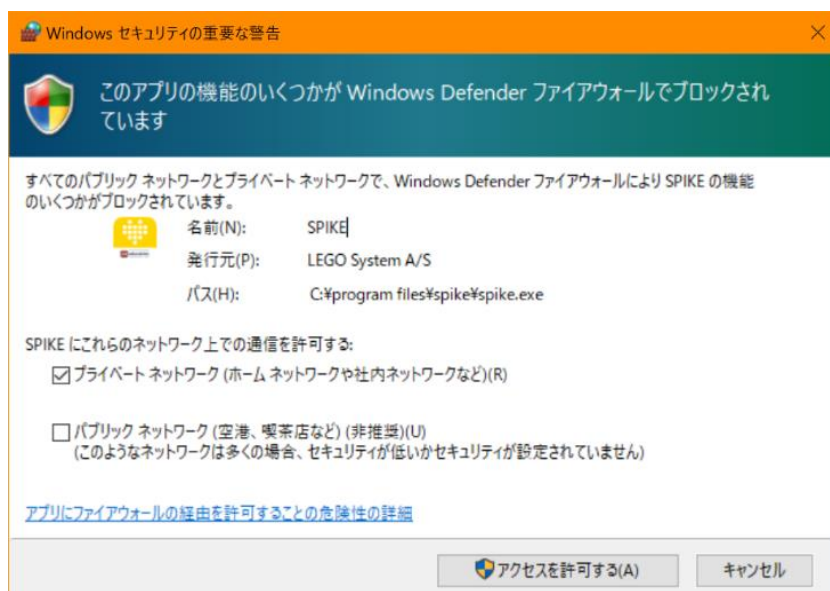 Windows セキュリティの重要な警告
このアプリの機能のいくつかが Windows Defender ファイアウォールでブロックされ
ています
すべてのパブリック ネットワークとプライベート ネットワークで、Windows Defender ファイアウォールにより SPIKE の機能
のいくつかがブロックされています。
名前(N): SPIKE
発行元(P): LEGO System A/S
パス(H): C:¥program files¥spike¥spike.exe
SPIKE にこれらのネットワーク上での通信を許可する:
プライベート ネットワーク (ホーム ネットワークや社内ネットワークなど)(R)
パブリック ネットワーク (空港、喫茶店など) (非推奨)(U)
(このようなネットワークは多くの場合、セキュリティが低いかセキュリティが設定されていません)
アプリにファイアウォールの経由を許可することの危険性の詳細
アクセスを許可する(A) キャンセル